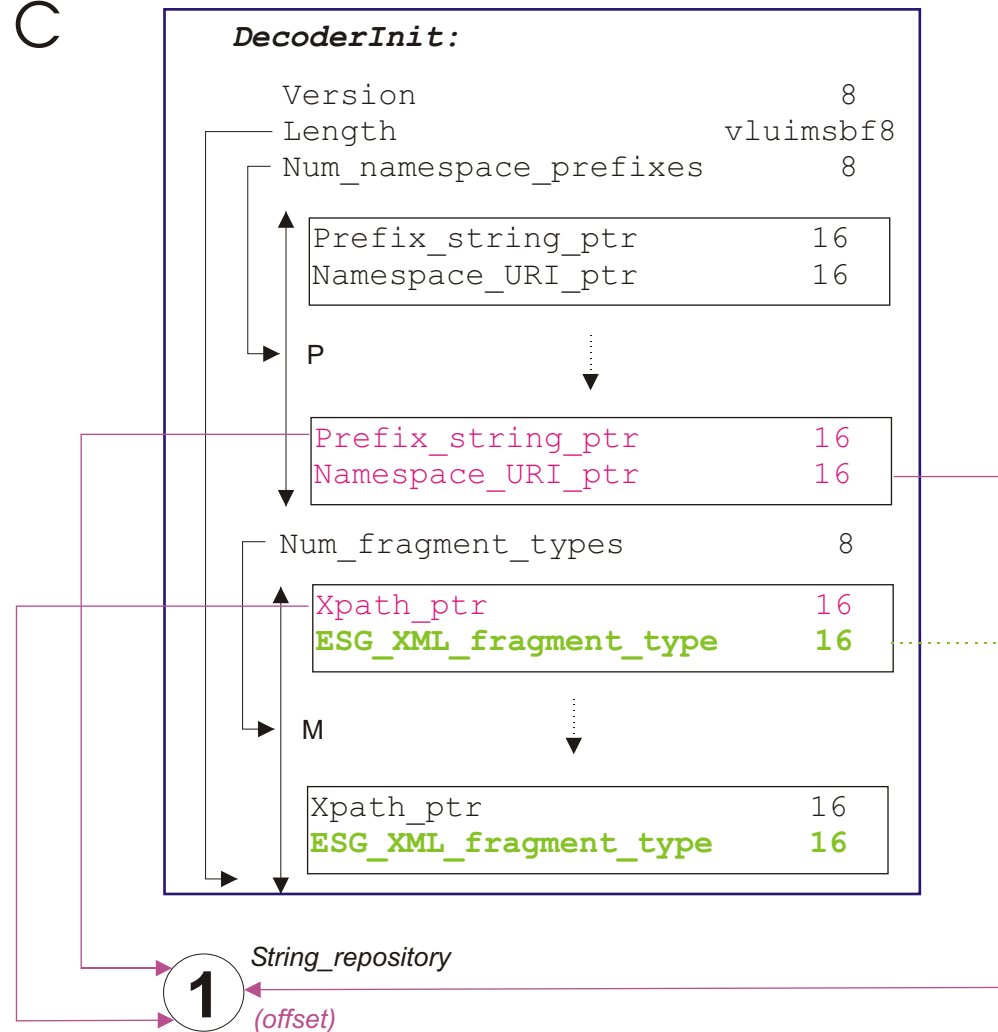 C
DecoderInit:
Version 8
Length vluimsbf8
Num_namespace_prefixes 8
Prefix_string_ptr 16
Namespace_URI_ptr 16
P
Prefix_string_ptr 16
Namespace_URI_ptr 16
Num_fragment_types 8
Xpath_ptr 16
ESG_XML_fragment_type 16
M
Xpath_ptr 16
ESG_XML_fragment_type 16
String_repository
1
(offset)